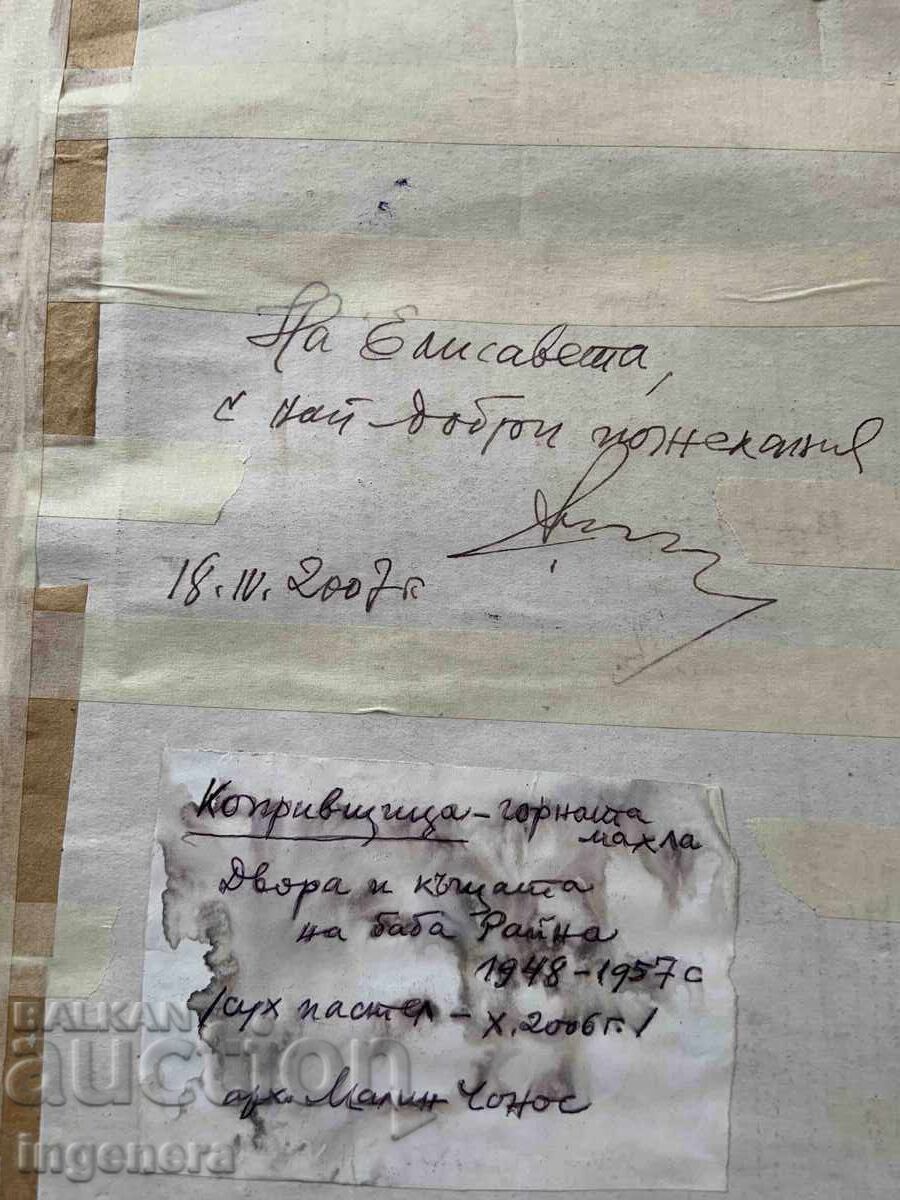 На Елисавета,
с най-добри пожелания
18.IV.2007г.
Копривщица - горната
махла
Двора и къщата
на баба Райна
1948-1957 г
/сух пастел - X.2006г./
арх. Малин Чонос
BALKAN
auction
ingenera